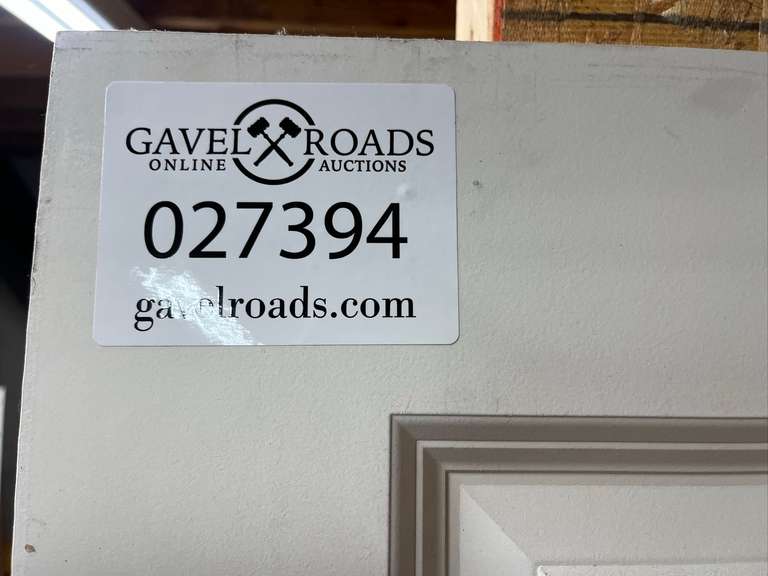 GAVEL ROADS
ONLINE AUCTIONS
027394
gavelroads.com